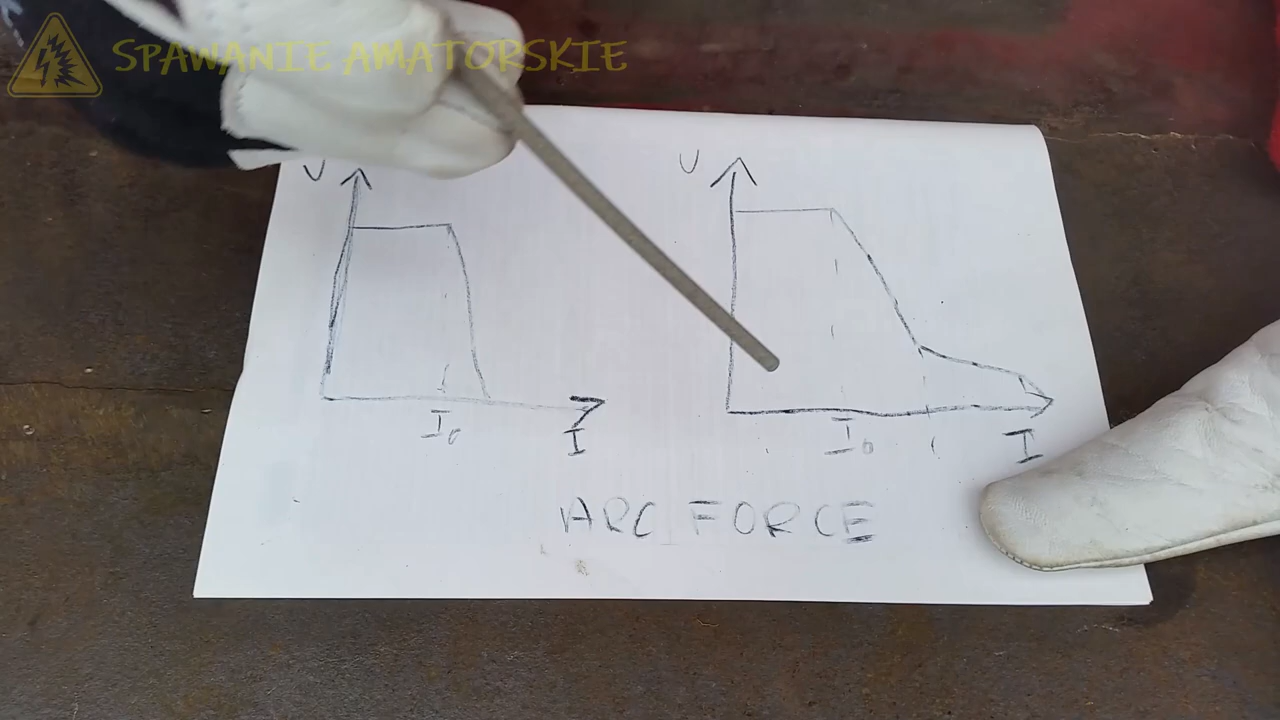 SPAWANIE AMATORSKIE
U
U
I₀
I
I₀
I
ARC FORCE